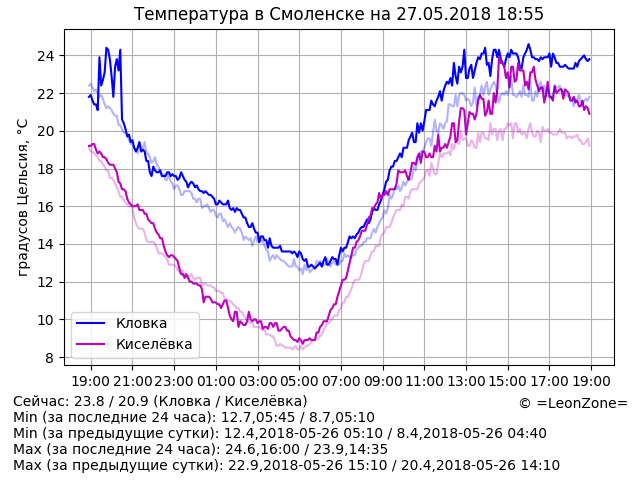 Температура в Смоленске на 27.05.2018 18:55
градусов Цельсия, °C
24
22
20
18
16
14
12
10
8
Кловка
Киселёвка
19:00 21:00 23:00 01:00 03:00 05:00 07:00 09:00 11:00 13:00 15:00 17:00 19:00
Сейчас: 23.8 / 20.9 (Кловка / Киселёвка)
© =LeonZone=
Min (за последние 24 часа): 12.7,05:45 / 8.7,05:10
Min (за предыдущие сутки): 12.4,2018-05-26 05:10 / 8.4,2018-05-26 04:40
Max (за последние 24 часа): 24.6,16:00 / 23.9,14:35
Max (за предыдущие сутки): 22.9,2018-05-26 15:10 / 20.4,2018-05-26 14:10